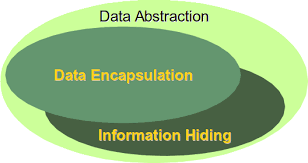 Data Abstraction
Data Encapsulation
Information Hiding